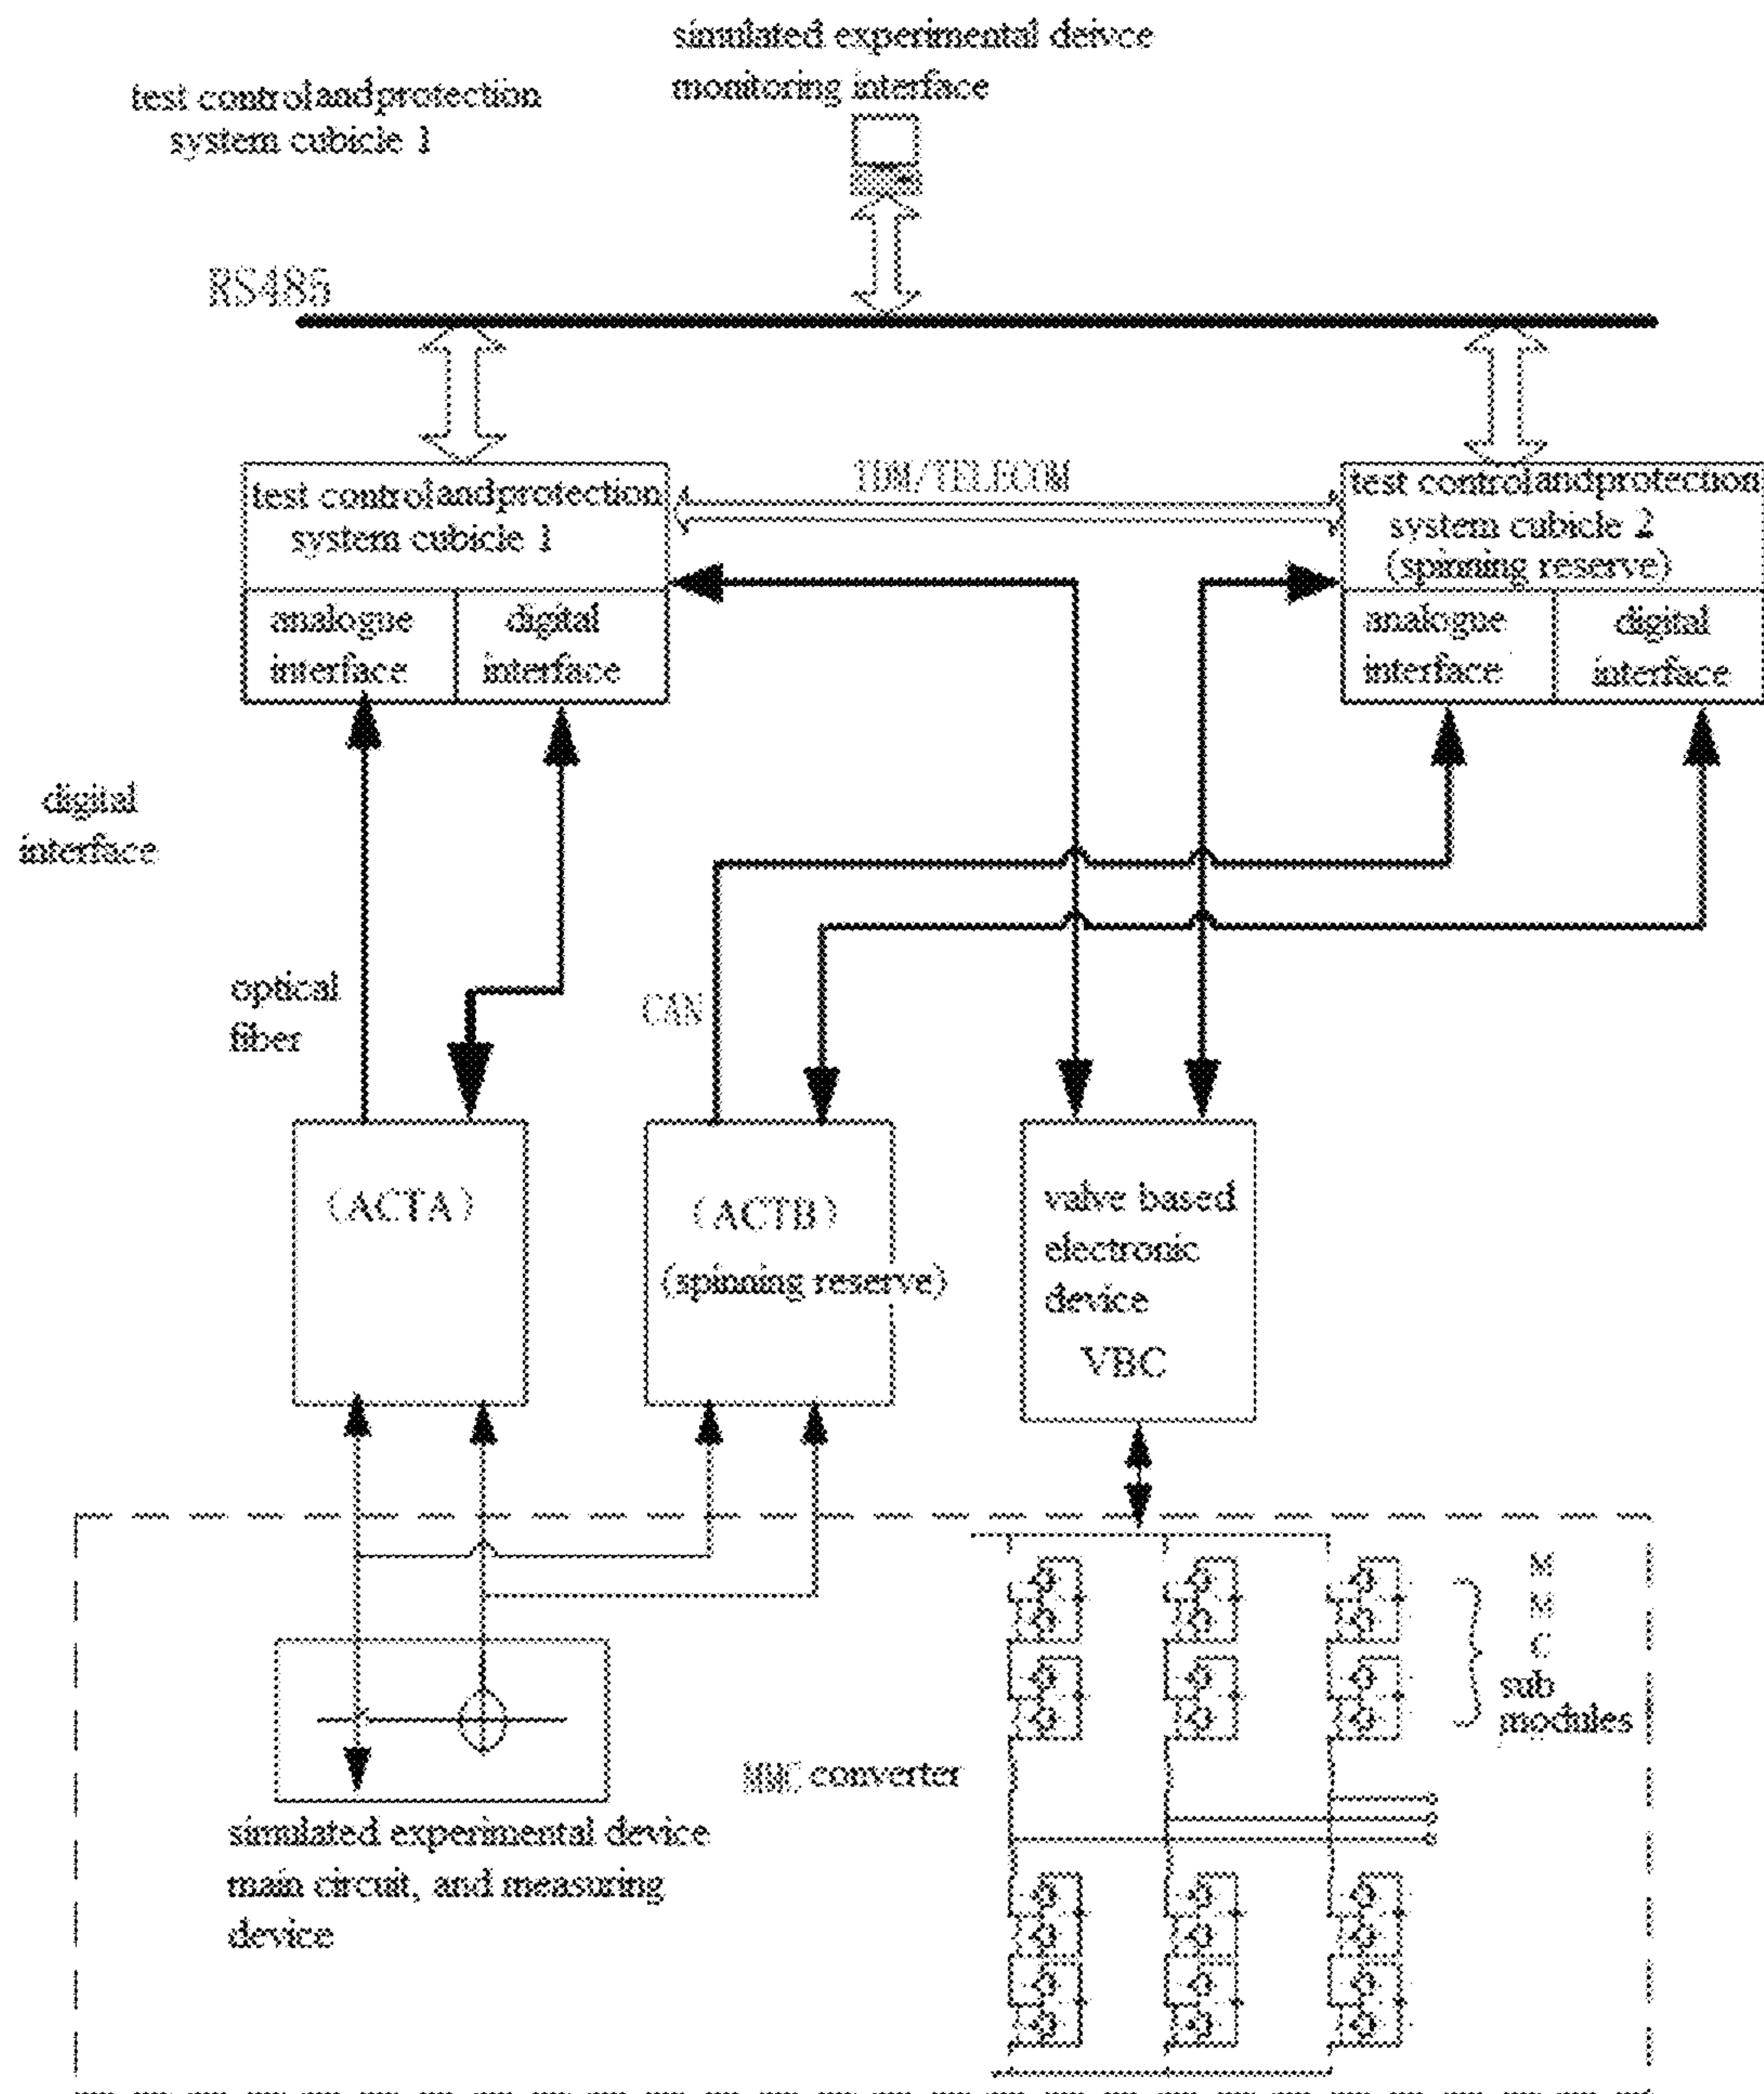 simulated experimental deivce
monitoring interface
test controlandprotection
system cubicle 1
RS485
TDM/TELECOM
test controlandprotection
system cubicle 1
analogue
interface
digital
interface
test controlandprotection
system cubicle 2
(spinning reserve)
analogue
interface
digital
interface
digital
interface
optical
fiber
CAN
(ACTA)
(ACTB)
(spinning reserve)
valve based
electronic
device
VBC
M
M
C
sub
modules
MMC converter
simulated experimental device
main circuit, and measuring
device